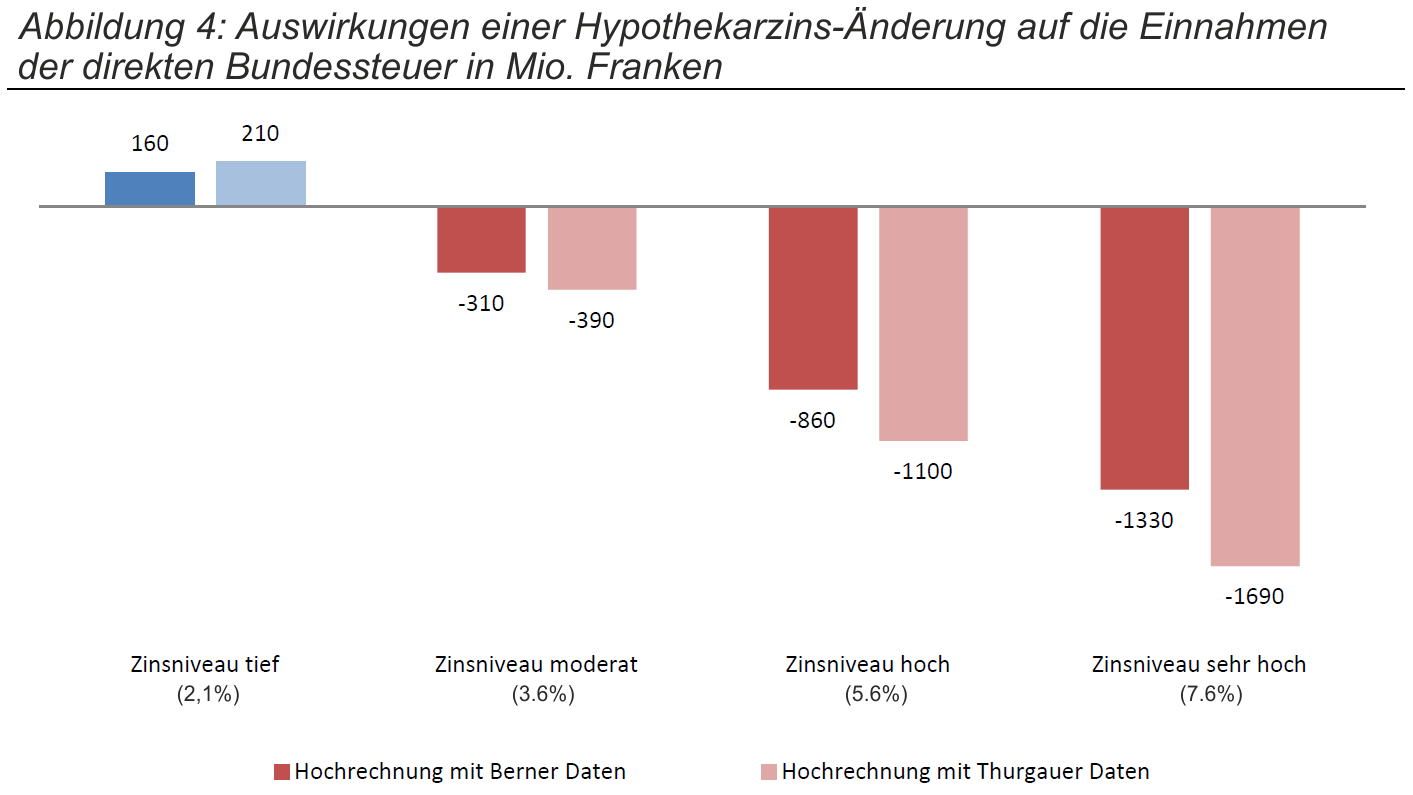 Abbildung 4: Auswirkungen einer Hypothekarzins-Änderung auf die Einnahmen
der direkten Bundessteuer in Mio. Franken
160
210
-310
-390
-860
-1100
-1330
-1690
Zinsniveau tief
(2,1%)
Zinsniveau moderat
(3.6%)
Zinsniveau hoch
(5.6%)
Zinsniveau sehr hoch
(7.6%)
Hochrechnung mit Berner Daten
Hochrechnung mit Thurgauer Daten